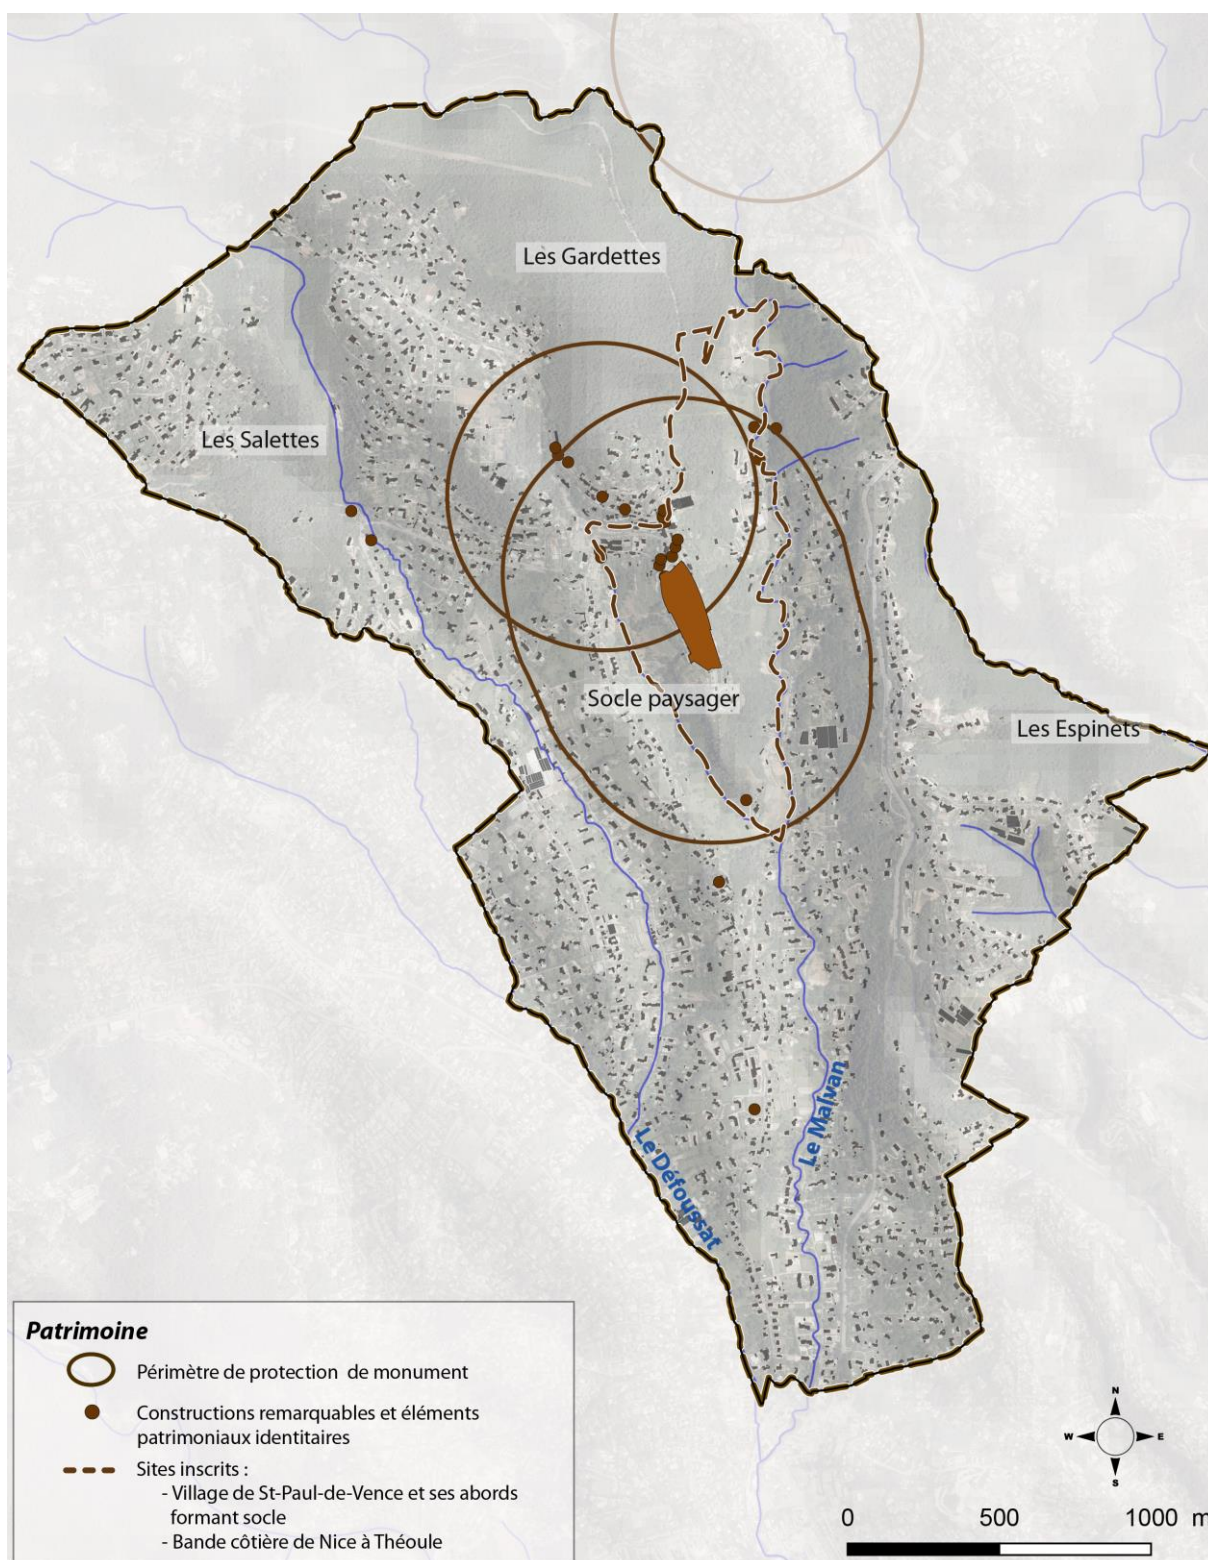 Les Gardettes
Les Salettes
Socle paysager
Les Espinets
Le Malvan
Le Défoussat
Patrimoine
Périmètre de protection de monument
Constructions remarquables et éléments
patrimoniaux identitaires
Sites inscrits :
- Village de St-Paul-de-Vence et ses abords
formant socle
- Bande côtière de Nice à Théoule
N
W
E
S
0 500 1000 m